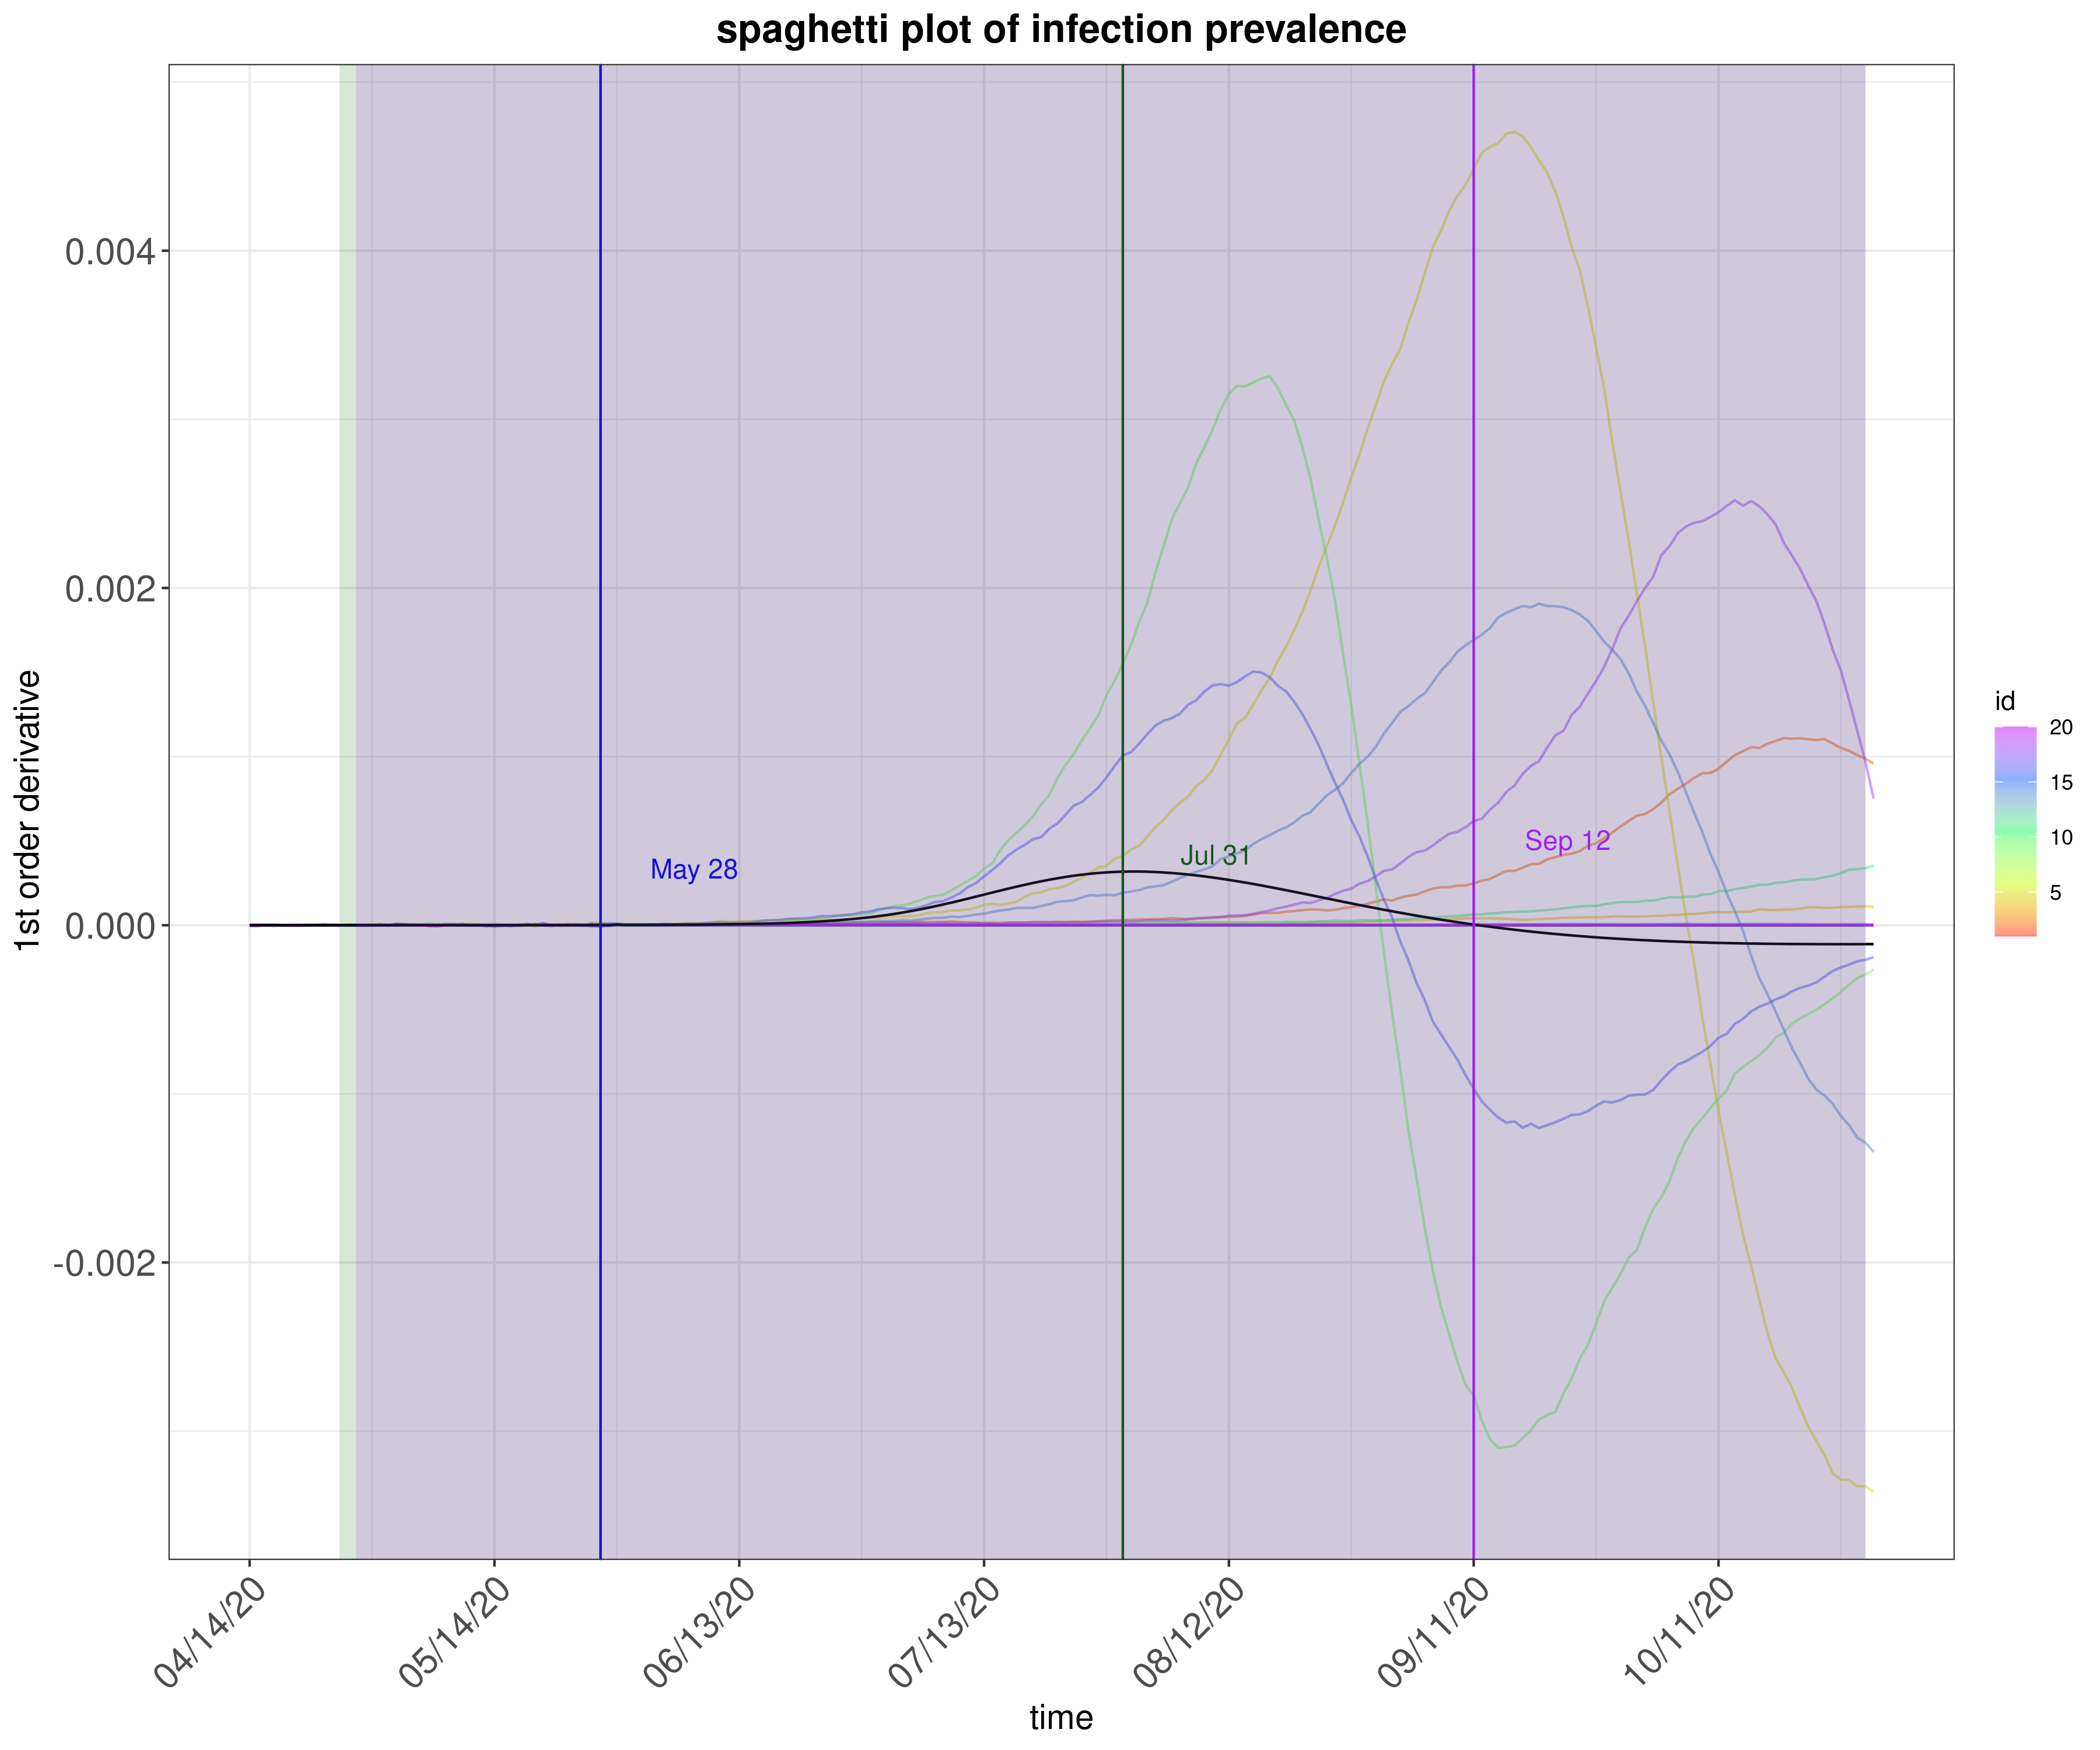 spaghetti plot of infection prevalence
1st order derivative
0.004
0.002
0.000
-0.002
May 28
Jul 31
Sep 12
04/14/20
05/14/20
06/13/20
07/13/20
08/12/20
09/11/20
10/11/20
time
id
20
15
10
5